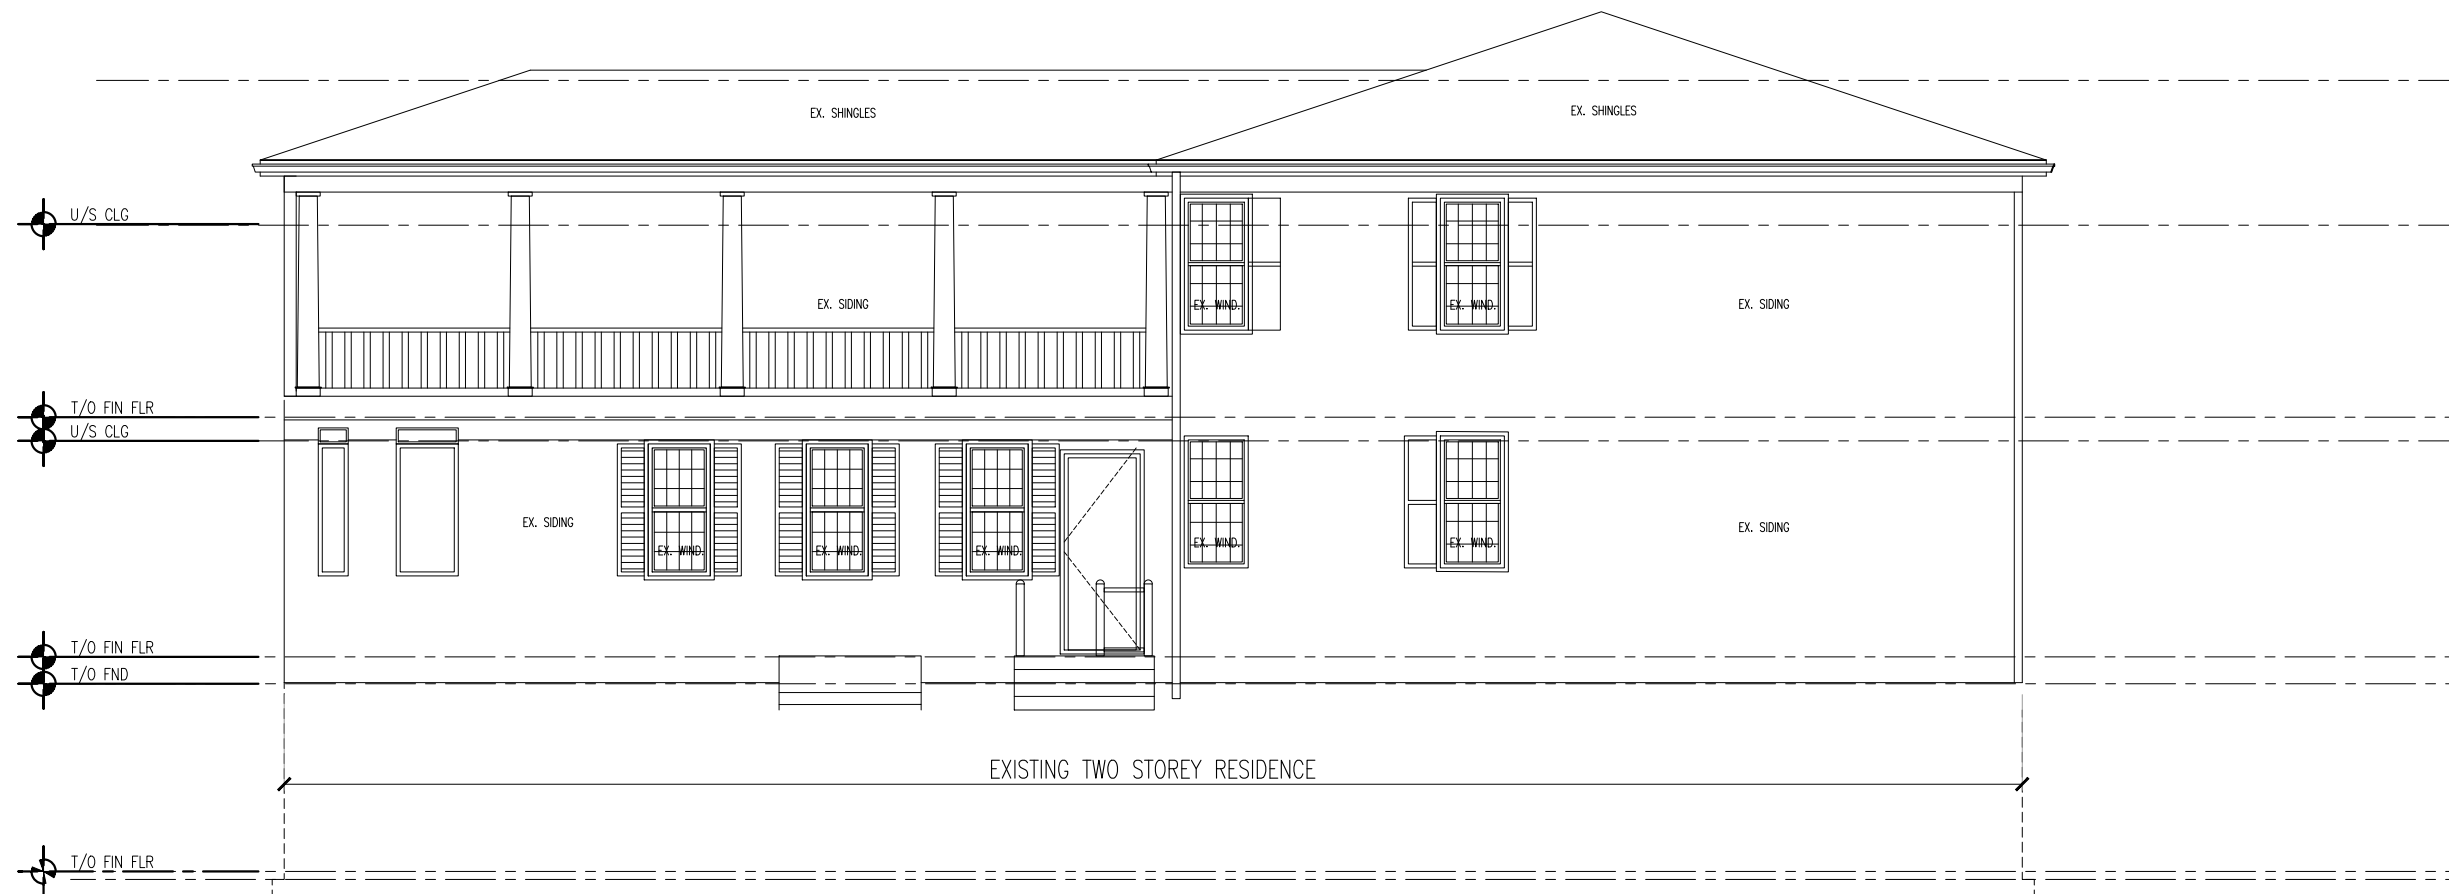 EX. SHINGLES
EX. SHINGLES
U/S CLG
EX. SIDING
EX. WIND.
EX. WIND.
EX. SIDING
T/O FIN FLR
U/S CLG
EX. SIDING
EX. WIND.
EX. WIND.
EX. WIND.
EX. WIND.
EX. WIND.
EX. SIDING
T/O FIN FLR
T/O FND
EXISTING TWO STOREY RESIDENCE
T/O FIN FLR